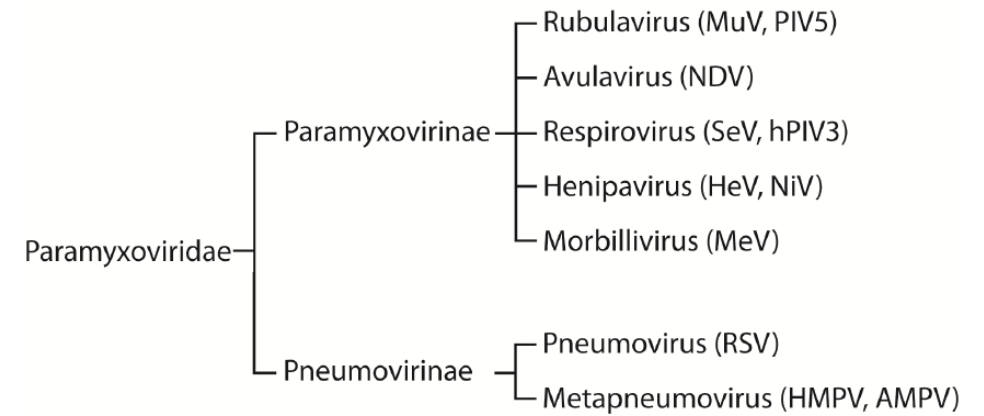 Rubulavirus (MuV, PIV5)
Avulavirus (NDV)
Paramyxovirinae
Respirovirus (SeV, hPIV3)
Henipavirus (HeV, NiV)
Morbillivirus (MeV)
Paramyxoviridae
Pneumovirus (RSV)
Pneumovirinae
Metapneumovirus (HMPV, AMPV)